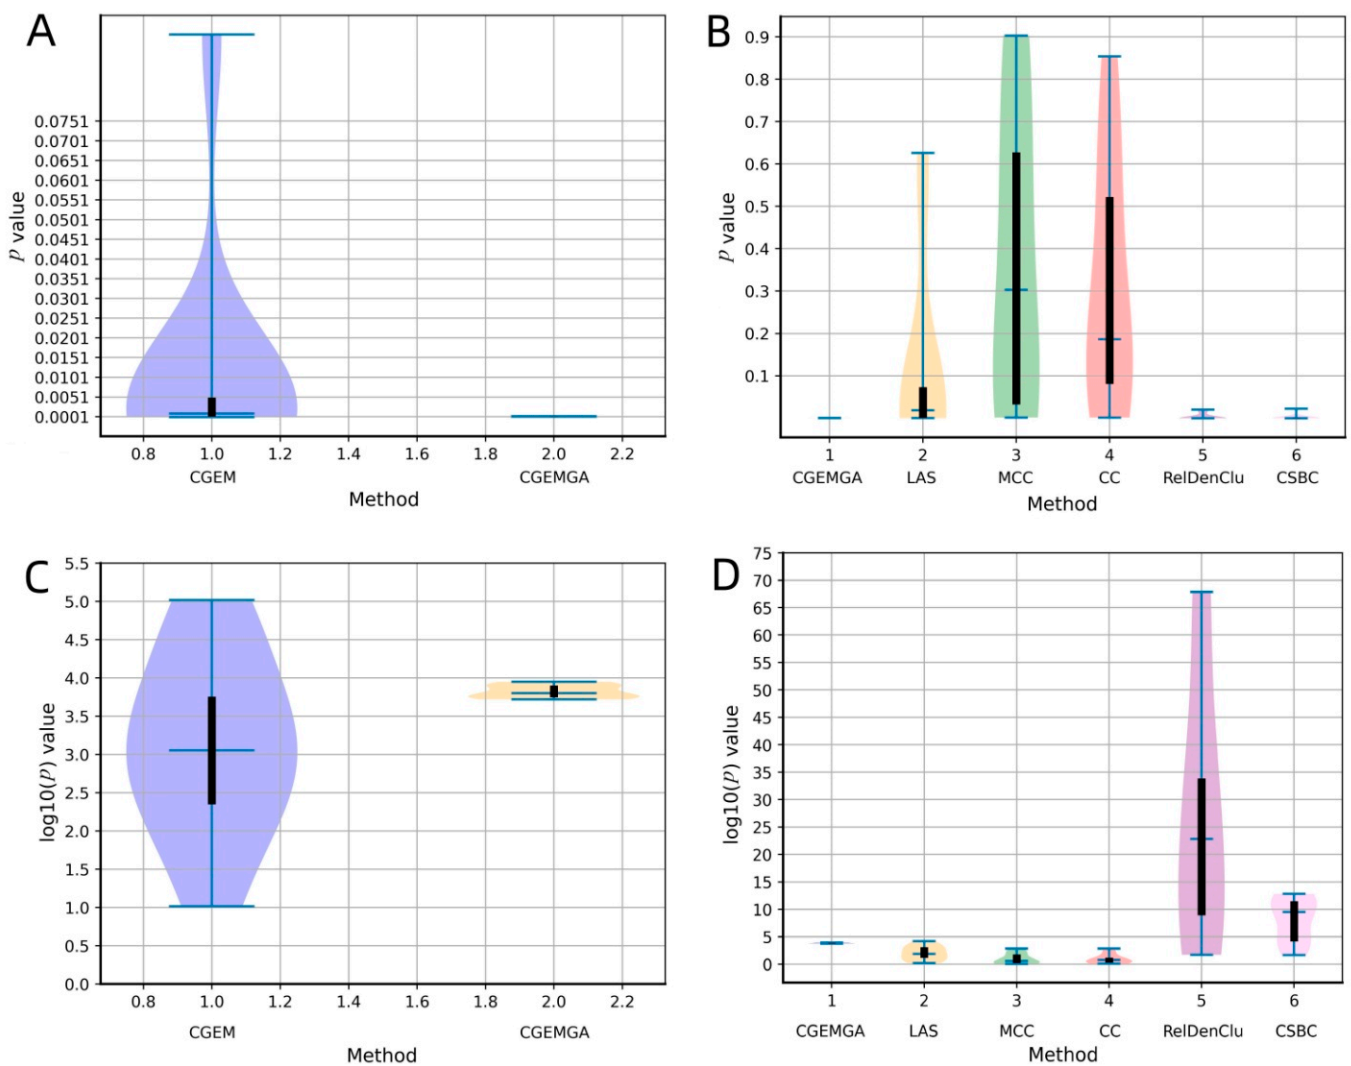 A
p value
0.0751
0.0701
0.0651
0.0601
0.0551
0.0501
0.0451
0.0401
0.0351
0.0301
0.0251
0.0201
0.0151
0.0101
0.0051
0.0001
0.8 1.0 1.2 1.4 1.6 1.8 2.0 2.2
CGEM CGEMGA
Method
B
p value
0.9
0.8
0.7
0.6
0.5
0.4
0.3
0.2
0.1
1 2 3 4 5 6
CGEMGA LAS MCC CC RelDenClu CSBC
Method
C
log10(P) value
5.5
5.0
4.5
4.0
3.5
3.0
2.5
2.0
1.5
1.0
0.5
0.0
0.8 1.0 1.2 1.4 1.6 1.8 2.0 2.2
CGEM CGEMGA
Method
D
log10(P) value
75
70
65
60
55
50
45
40
35
30
25
20
15
10
5
0
1 2 3 4 5 6
CGEMGA LAS MCC CC RelDenClu CSBC
Method